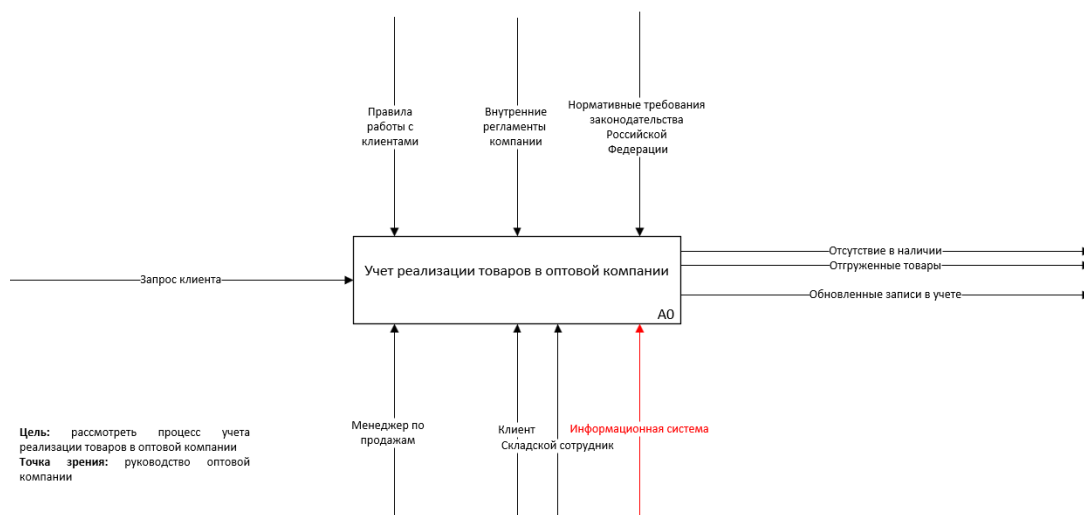 Правила
работы с
клиентами
Внутренние
регламенты
компании
Нормативные требования
законодательства
Российской
Федерации
Запрос клиента
Учет реализации товаров в оптовой компании
A0
Отсутствие в наличии
Отгруженные товары
Обновленные записи в учете
Менеджер по
продажам
Клиент
Складской сотрудник
Информационная система
Цель: рассмотреть процесс учета
реализации товаров в оптовой компании
Точка зрения: руководство оптовой
компании